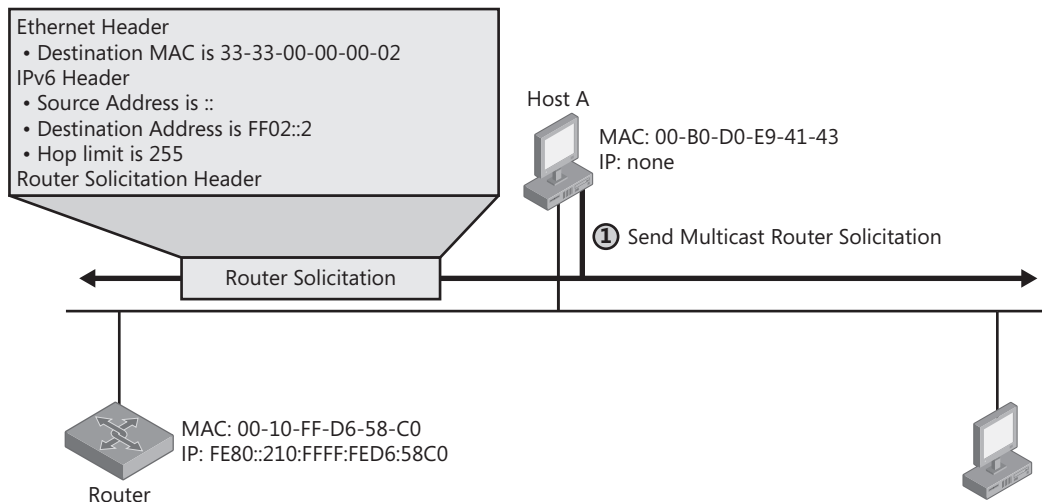 Ethernet Header
• Destination MAC is 33-33-00-00-00-02
IPv6 Header
• Source Address is ::
• Destination Address is FF02::2
• Hop limit is 255
Router Solicitation Header
Host A
MAC: 00-B0-D0-E9-41-43
IP: none
1 Send Multicast Router Solicitation
Router Solicitation
MAC: 00-10-FF-D6-58-C0
IP: FE80::210:FFFF:FED6:58C0
Router